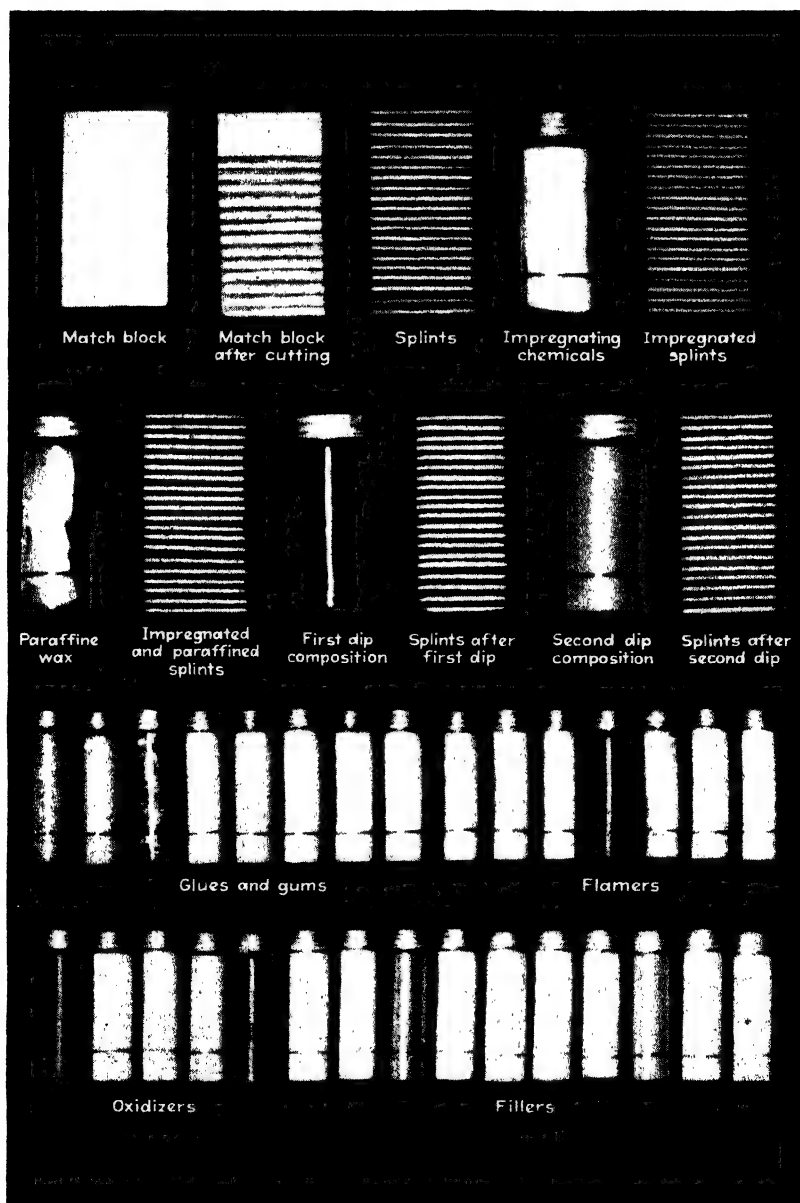 Match block
Match block
after cutting
Splints
Impregnating
chemicals
Impregnated
splints
Paraffine
wax
Impregnated
and paraffined
splints
First dip
composition
Splints after
first dip
Second dip
composition
Splints after
second dip
Glues and gums
Flamers
Oxidizers
Fillers